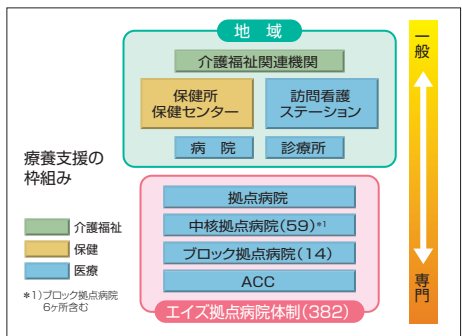 地 域
介護福祉関連機関
保健所
保健センター
訪問看護
ステーション
病 院
診療所
療養支援の
枠組み
介護福祉
保健
医療
*1)ブロック拠点病院
6ヶ所含む
拠点病院
中核拠点病院(59)*1
ブロック拠点病院(14)
ACC
エイズ拠点病院体制(382)
一般
専門